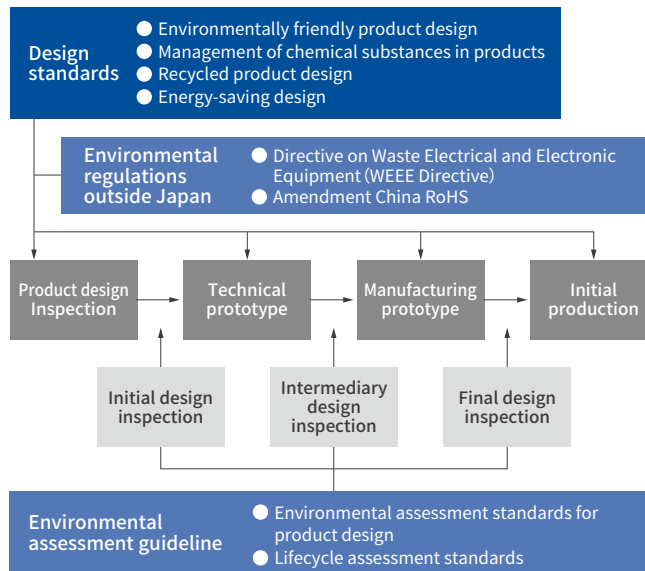 Design
standards
● Environmentally friendly product design
● Management of chemical substances in products
● Recycled product design
● Energy-saving design
Environmental
regulations
outside Japan
● Directive on Waste Electrical and Electronic
Equipment (WEEE Directive)
● Amendment China RoHS
Product design
Inspection
Technical
prototype
Manufacturing
prototype
Initial
production
Initial design
inspection
Intermediary
design
inspection
Final design
inspection
Environmental
assessment guideline
● Environmental assessment standards for
product design
● Lifecycle assessment standards